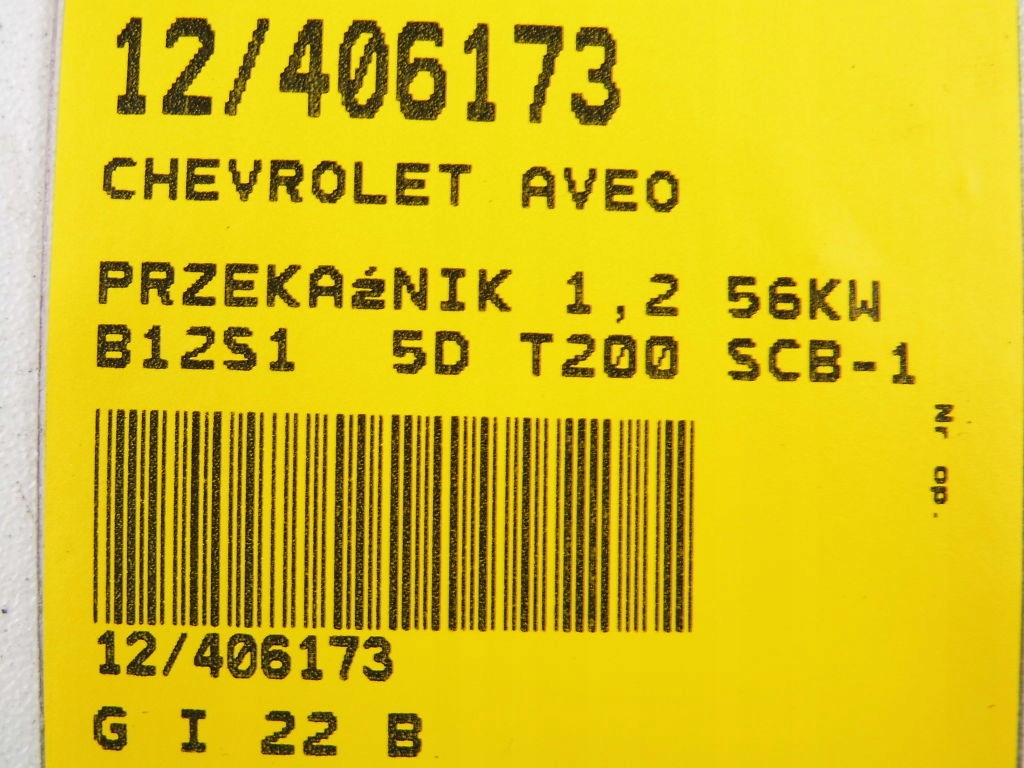 12/406173
CHEVROLET AVEO
PRZEKAźNIK 1,2 56KW
B12S1 5D T200 SCB-1
Nr op.
12/406173
G I 22 B